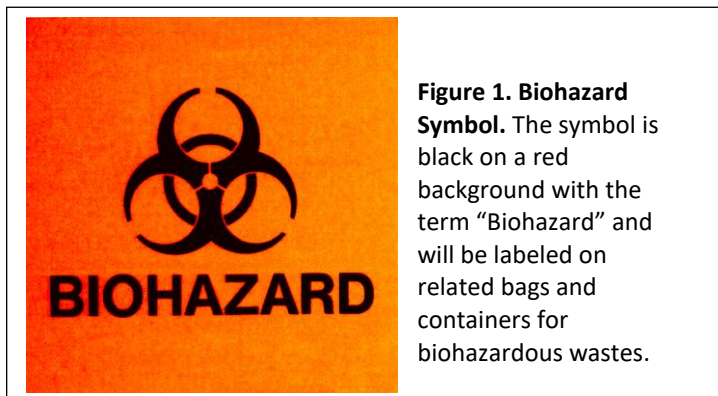 BIOHAZARD
Figure 1. Biohazard
Symbol. The symbol is
black on a red
background with the
term “Biohazard” and
will be labeled on
related bags and
containers for
biohazardous wastes.